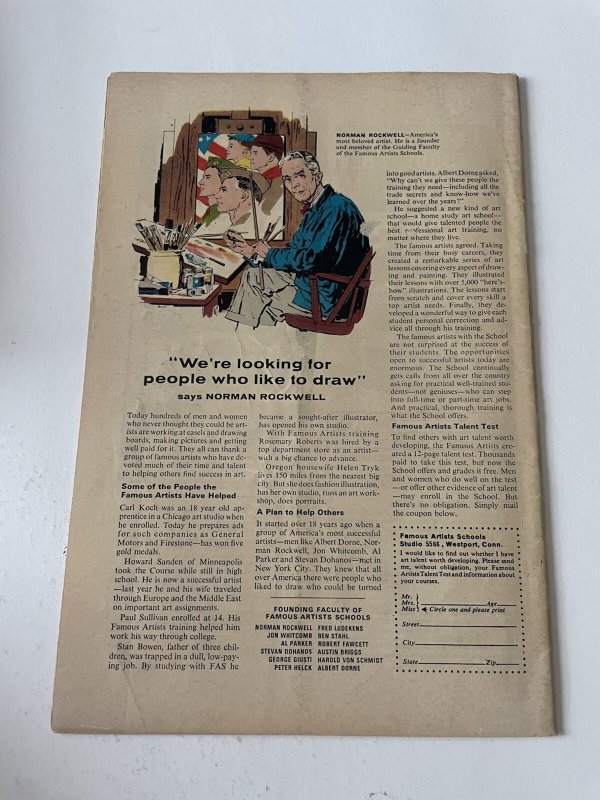 NORMAN ROCKWELL—America's
most beloved artist. He is a founder
and member of the Guiding Faculty
of the Famous Artists Schools.
"We're looking for
people who like to draw"
says NORMAN ROCKWELL
Today hundreds of men and women
who never thought they could be art-
ists are working at easels and drawing
boards, making pictures and getting
well paid for it. They all can thank a
group of famous artists who have de-
voted much of their time and talent
to helping others find success in art.
Some of the People the
Famous Artists Have Helped
Carl Koch was an 18 year old ap-
prentice in a Chicago art studio when
he enrolled. Today he prepares ads
for such companies as General
Motors and Firestone—has won five
gold medals.
Howard Sanden of Minneapolis
took the Course while still in high
school. He is now a successful artist
—last year he and his wife traveled
through Europe and the Middle East
on important art assignments.
Paul Sullivan enrolled at 14. His
Famous Artists training helped him
work his way through college.
Stan Bowen, father of three chil-
dren, was trapped in a dull, low-pay-
ing job. By studying with FAS he
became a sought-after illustrator,
has opened his own studio.
With Famous Artists training
Rosemary Roberts was hired by a
top department store as an artist—
with a big chance to advance.
Oregon housewife Helen Tryk
lives 150 miles from the nearest big
city. But she does fashion illustration,
has her own studio, runs an art work-
shop, does portraits.
A Plan to Help Others
It started over 18 years ago when a
group of America's most successful
artists—men like Albert Dorne, Nor-
man Rockwell, Jon Whitcomb, Al
Parker and Stevan Dohanos—met in
New York City. They knew that all
over America there were people who
liked to draw who could be turned
FOUNDING FACULTY OF
FAMOUS ARTISTS SCHOOLS
NORMAN ROCKWELL FRED LUDEKENS
JON WHITCOMB BEN STAHL
AL PARKER ROBERT FAWCETT
STEVAN DOHANOS AUSTIN BRIGGS
GEORGE GIUSTI HAROLD VON SCHMIDT
PETER HELCK ALBERT DORNE
into good artists. Albert Dorne asked,
"Why can't we give these people the
training they need—including all the
trade secrets and know-how we've
learned over the years?"
He suggested a new kind of art
school—a home study art school—
that would give talented people the
best professional art training, no
matter where they live.
The famous artists agreed. Taking
time from their busy careers, they
created a remarkable series of art
lessons covering every aspect of draw-
ing and painting. They illustrated
their lessons with over 5,000 "here's-
how" illustrations. The lessons start
from scratch and cover every skill a
top artist needs. Finally, they de-
veloped a wonderful way to give each
student personal correction and ad-
vice all through his training.
The famous artists with the School
are not surprised at the success of
their students. The opportunities
open to successful artists today are
enormous. The School continually
gets calls from all over the country
asking for practical well-trained stu-
dents—not geniuses—who can step
into full-time or part-time art jobs.
And practical, thorough training is
what the School offers.
Famous Artists Talent Test
To find others with art talent worth
developing, the Famous Artists cre-
ated a 12-page talent test. Thousands
paid to take this test, but now the
School offers and grades it free. Men
and women who do well on the test
—or offer other evidence of art talent
—may enroll in the School. But
there's no obligation. Simply mail
the coupon below.
Famous Artists Schools
Studio 5566, Westport, Conn.
I would like to find out whether I have
art talent worth developing. Please send
me, without obligation, your Famous
Artists Talent Test and information about
your courses.
Mr.
Mrs. Age
Miss Circle one and please print
Street
City
State Zip